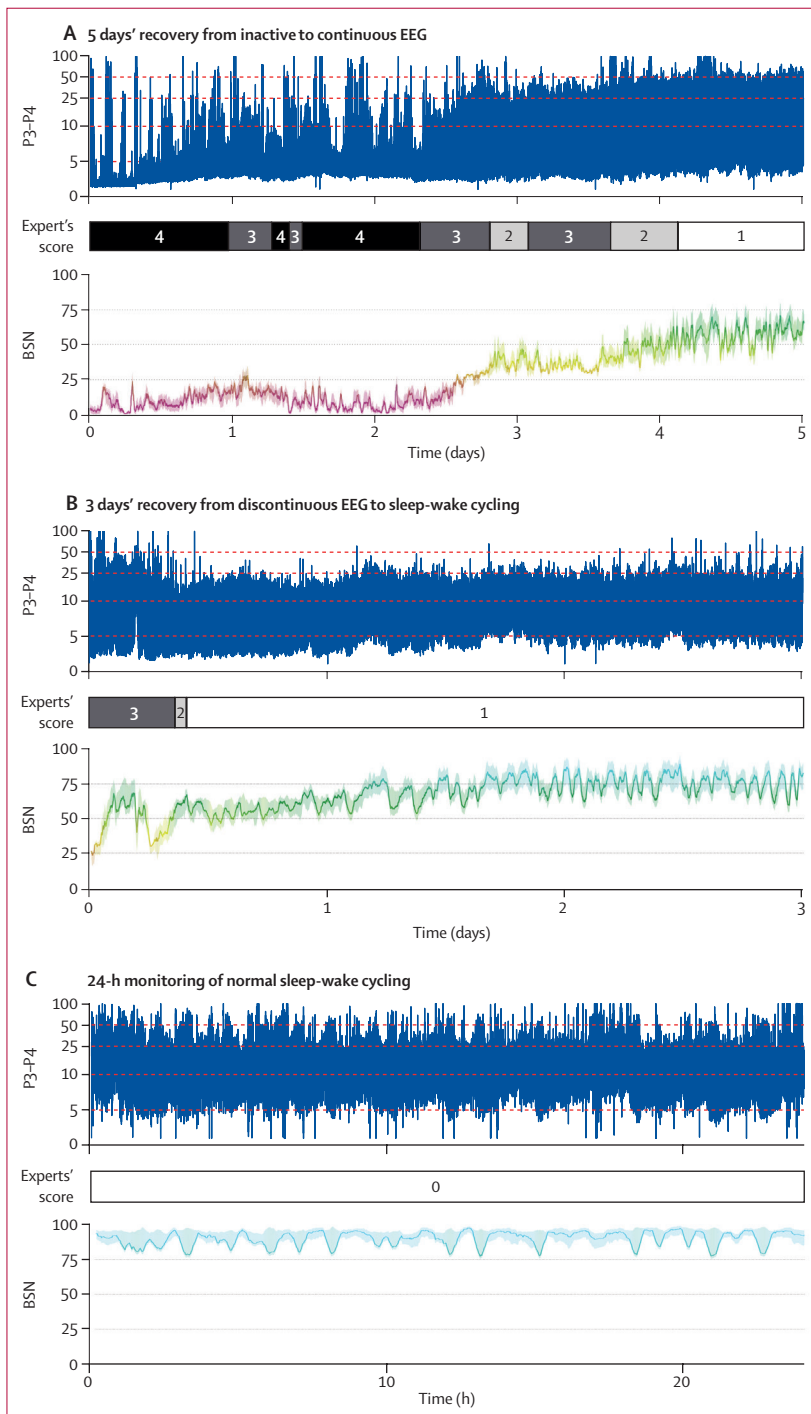 A 5 days' recovery from inactive to continuous EEG
100
50
25
10
5
0
P3–P4
Expert's
score
4 3 4 3 4 3 2 3 2 1
100
75
50
25
0
BSN
0 1 2 3 4 5
Time (days)
B 3 days' recovery from discontinuous EEG to sleep-wake cycling
100
50
25
10
5
0
P3–P4
Experts'
score
3 2 1
100
75
50
25
0
BSN
0 1 2 3
Time (days)
C 24-h monitoring of normal sleep-wake cycling
100
50
25
10
5
0
P3–P4
Experts'
score
0
100
75
50
25
0
BSN
0 10 20
Time (h)